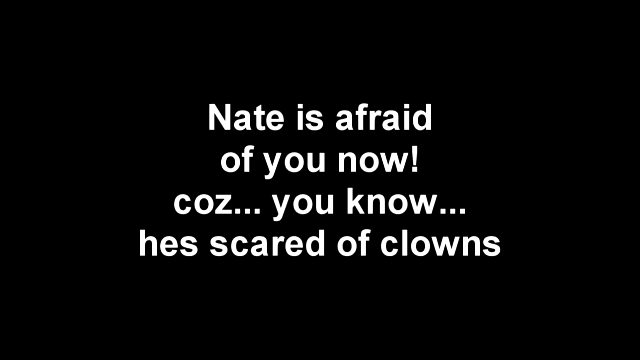 Nate is afraid
of you now!
coz... you know...
hes scared of clowns